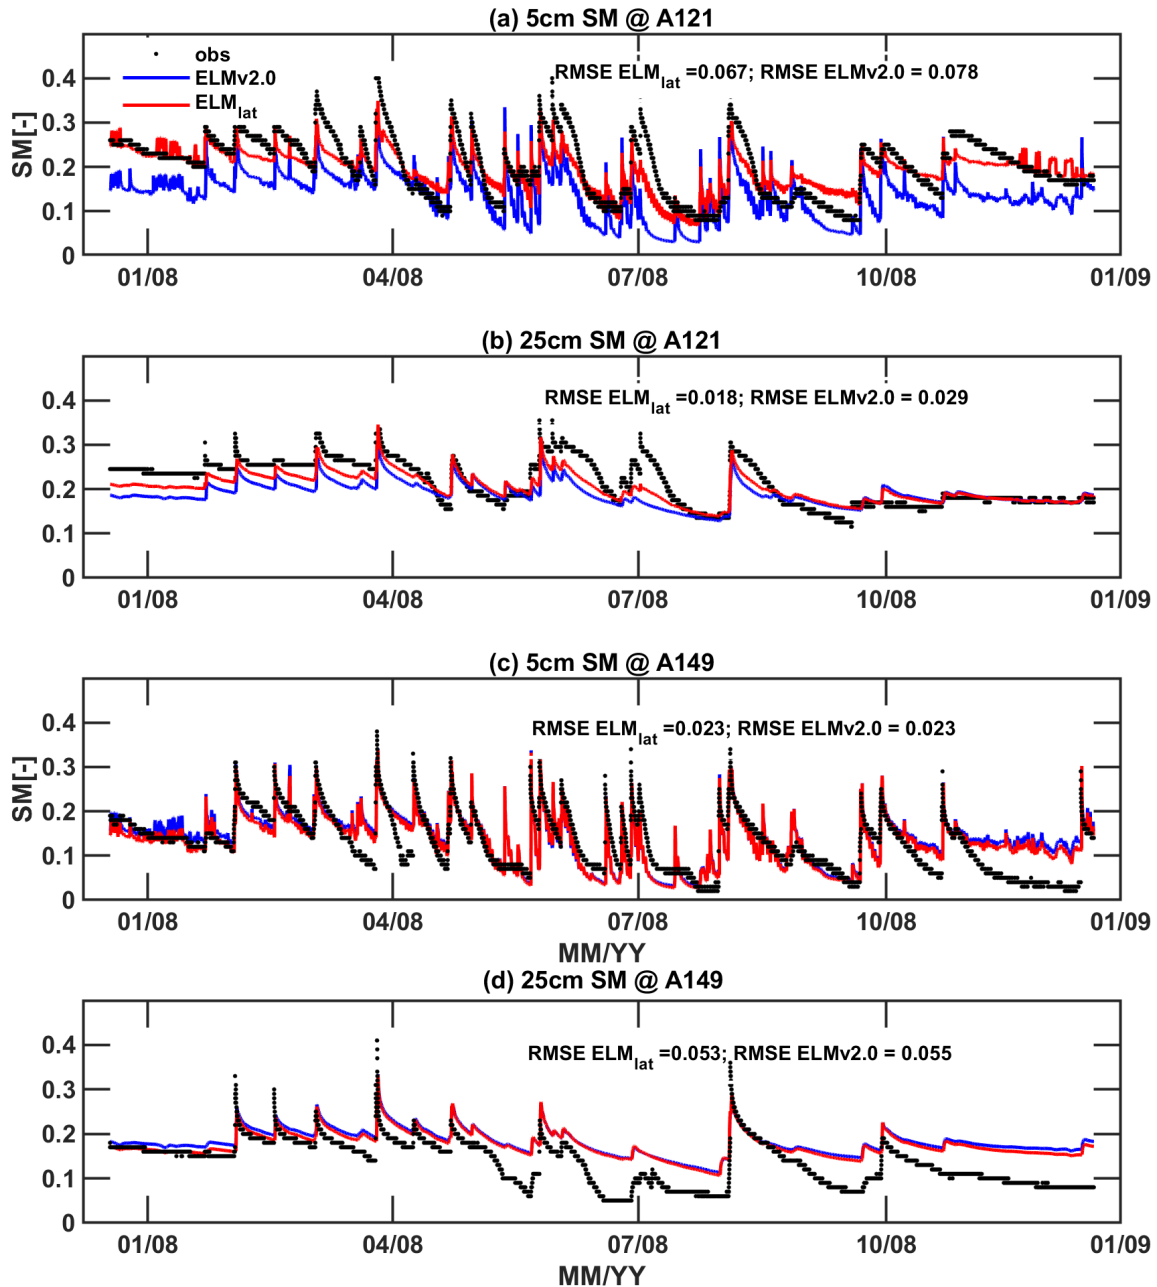 (a) 5cm SM @ A121
obs
ELMv2.0
ELMlat
RMSE ELMlat =0.067; RMSE ELMv2.0 = 0.078
SM[-]
0.4
0.3
0.2
0.1
0
01/08 04/08 07/08 10/08 01/09
(b) 25cm SM @ A121
RMSE ELMlat =0.018; RMSE ELMv2.0 = 0.029
0.4
0.3
0.2
0.1
0
01/08 04/08 07/08 10/08 01/09
(c) 5cm SM @ A149
RMSE ELMlat =0.023; RMSE ELMv2.0 = 0.023
SM[-]
0.4
0.3
0.2
0.1
0
01/08 04/08 07/08 10/08 01/09
MM/YY
(d) 25cm SM @ A149
RMSE ELMlat =0.053; RMSE ELMv2.0 = 0.055
0.4
0.3
0.2
0.1
0
01/08 04/08 07/08 10/08 01/09
MM/YY